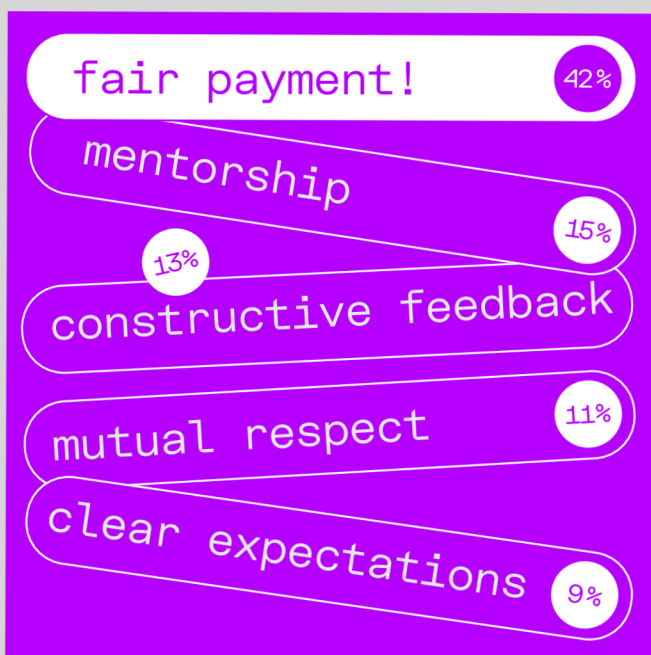 fair payment! 42%
mentorship 15%
13%
constructive feedback
mutual respect 11%
clear expectations 9%